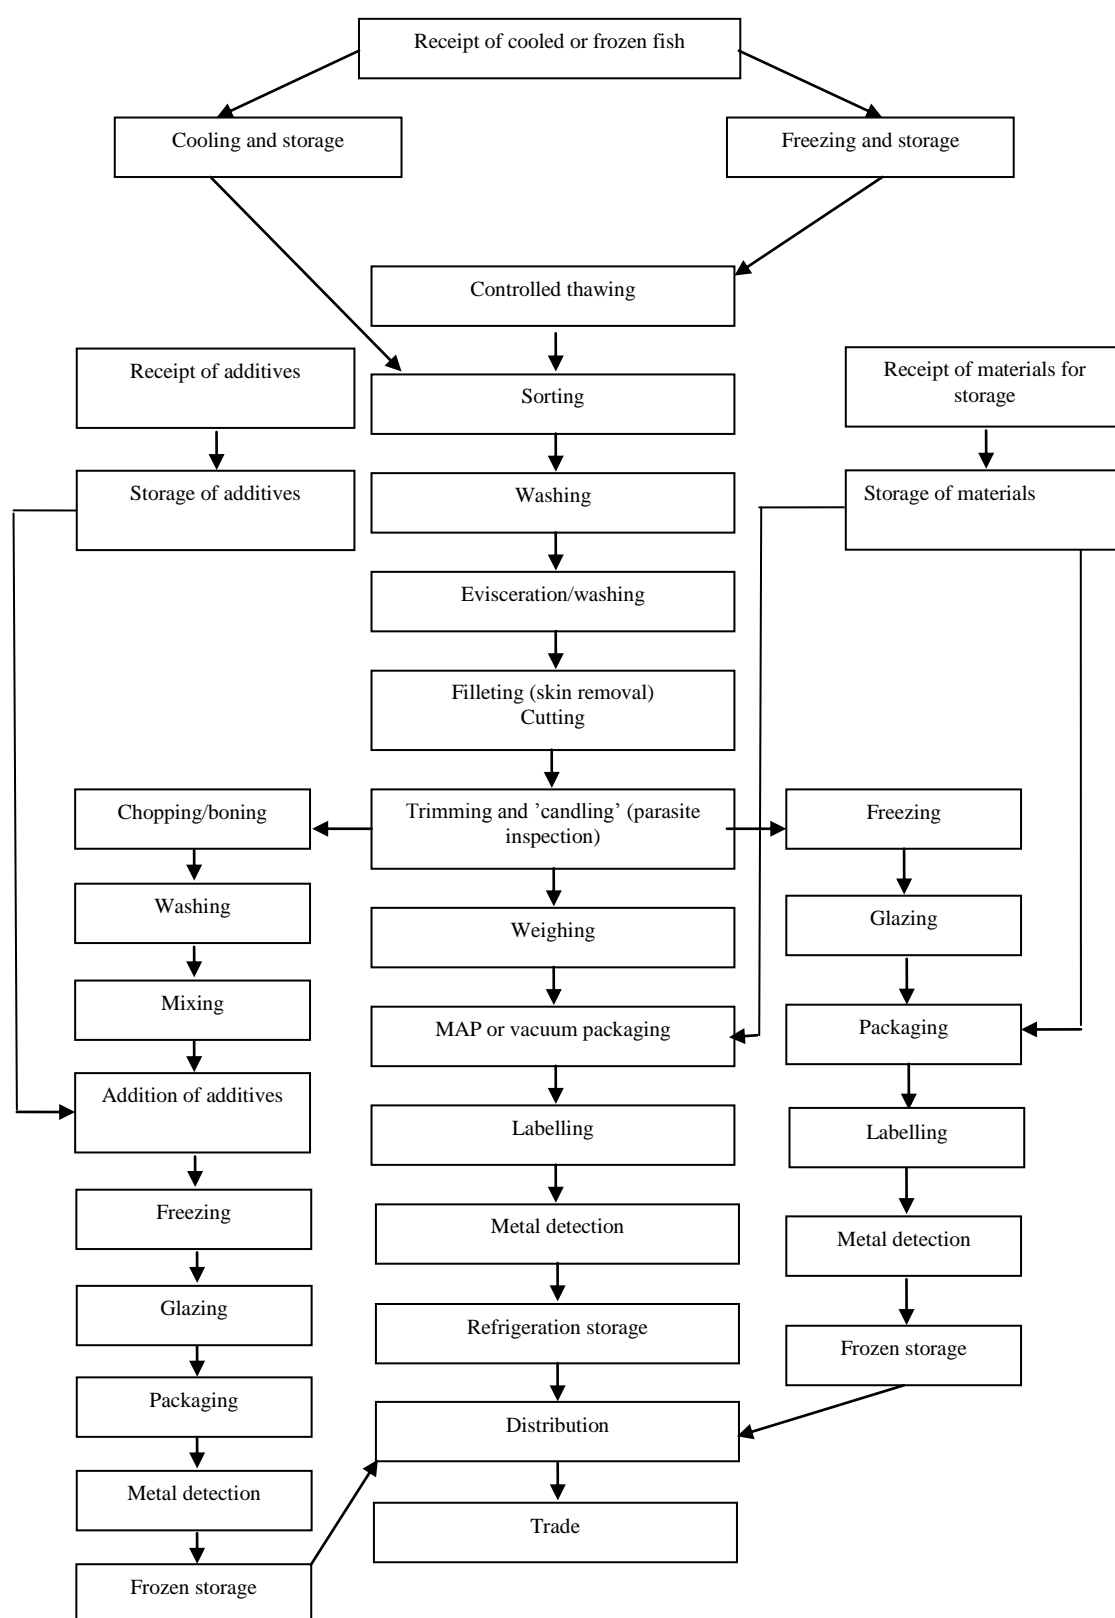 Receipt of cooled or frozen fish
Cooling and storage
Freezing and storage
Controlled thawing
Receipt of additives
Sorting
Receipt of materials for
storage
Storage of additives
Washing
Storage of materials
Evisceration/washing
Filleting (skin removal)
Cutting
Chopping/boning
Trimming and ’candling’ (parasite
inspection)
Freezing
Washing
Weighing
Glazing
Mixing
MAP or vacuum packaging
Packaging
Addition of additives
Labelling
Labelling
Freezing
Metal detection
Metal detection
Glazing
Refrigeration storage
Frozen storage
Packaging
Distribution
Metal detection
Trade
Frozen storage